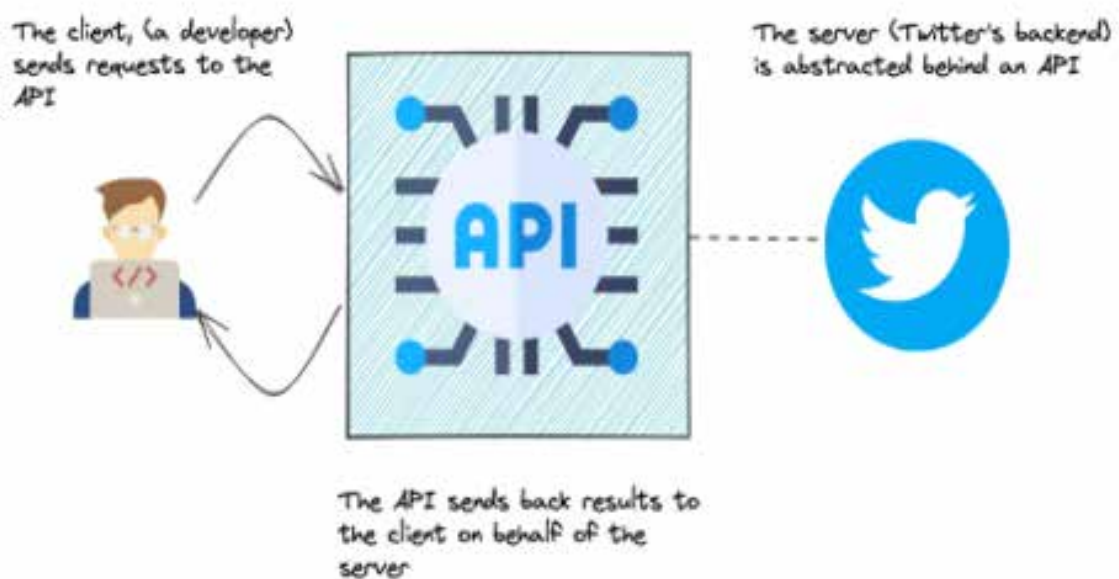 The client, (a developer)
sends requests to the
API
The server (Twitter's backend)
is abstracted behind an API
</>
API
The API sends back results to
the client on behalf of the
server